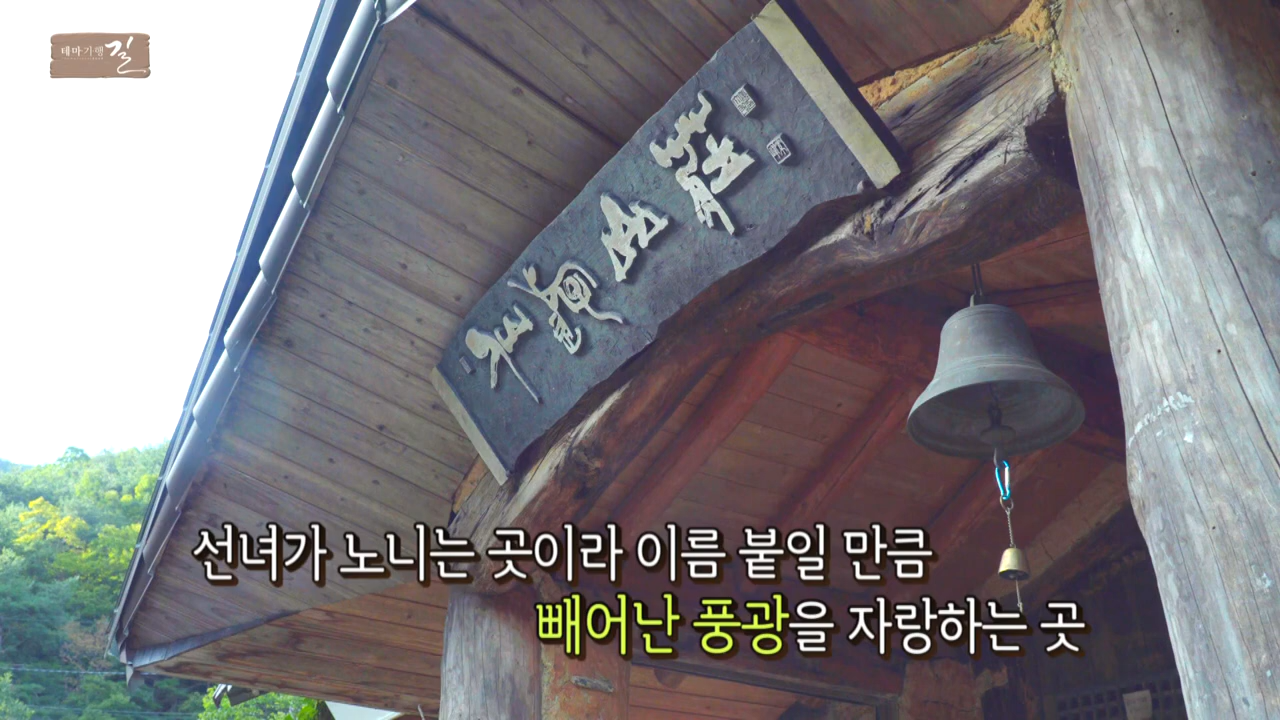 테마기행 길
선녀가 노니는 곳이라 이름 붙일 만큼
빼어난 풍광을 자랑하는 곳